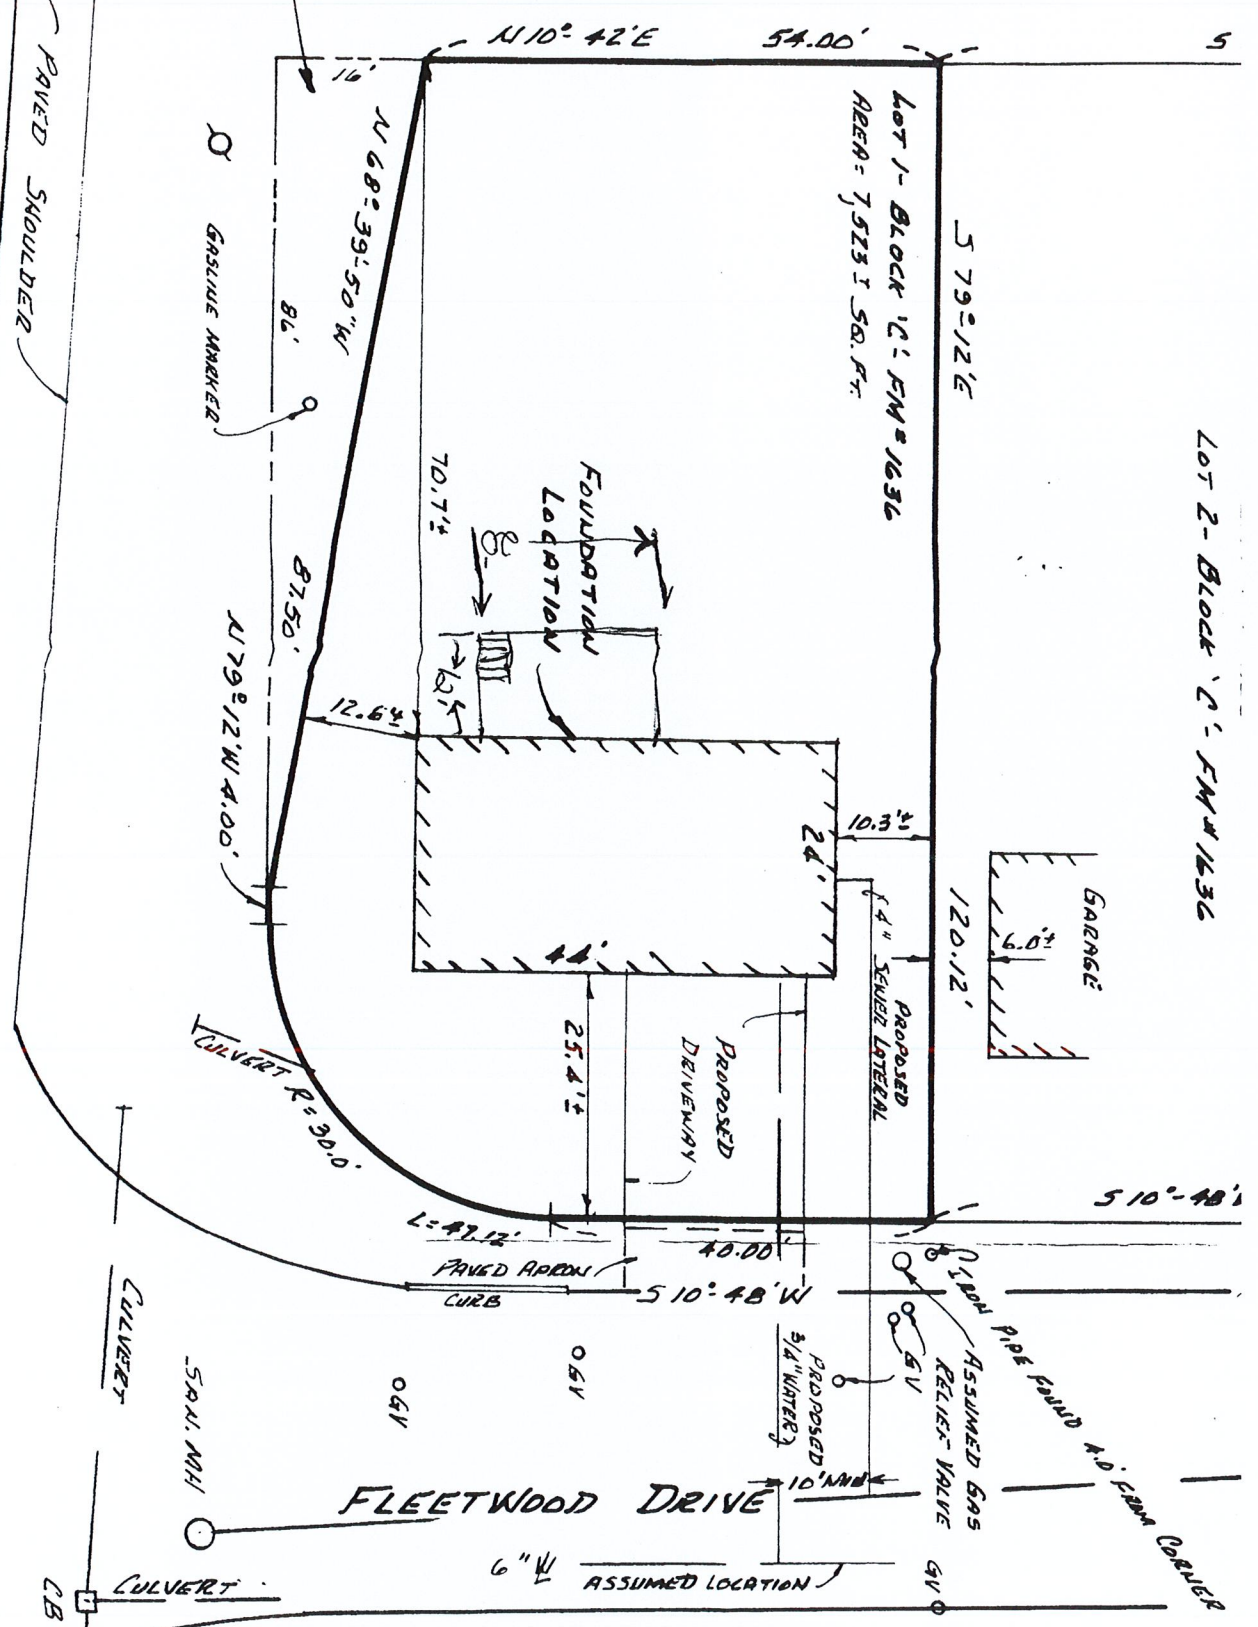 N 10°- 42'E 54.00'
S
PAVED SHOULDER
16'
N 68°- 39'- 50"W
86'
87.50'
GASLINE MARKER
LOT 1- BLOCK 'C'- FM# 1636
AREA= 7,523± SQ. FT.
S 79°-12'E
120.12'
LOT 2- BLOCK 'C'- FM# 1636
70.7'±
FOUNDATION
LOCATION
12'
12.6'±
N 79°-12'W 4.00'
24'
44'
10.3'±
GARAGE
6.0'±
4" SEWER LATERAL
PROPOSED
25.4'±
PROPOSED
DRIVEWAY
CULVERT
R=30.0'
L=47.12'
40.00'
S 10°-48'
PAVED APRON
CURB
S 10°-48'W
IRON PIPE FOUND FROM CORNER
ASSUMED GAS
RELIEF VALVE
GV
GV
GV
PROPOSED
3/4" WATER
10' MIN
CULVERT
SAN. MH
FLEETWOOD DRIVE
6" W
ASSUMED LOCATION
GV
CULVERT
CB